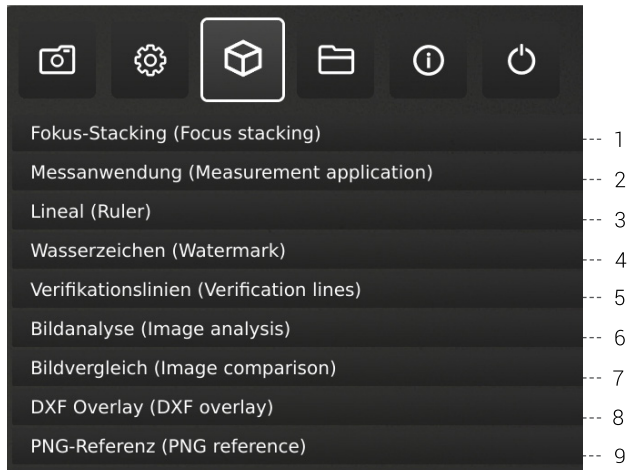 Fokus-Stacking (Focus stacking) --- 1
Messanwendung (Measurement application) --- 2
Lineal (Ruler) --- 3
Wasserzeichen (Watermark) --- 4
Verifikationslinien (Verification lines) --- 5
Bildanalyse (Image analysis) --- 6
Bildvergleich (Image comparison) --- 7
DXF Overlay (DXF overlay) --- 8
PNG-Referenz (PNG reference) --- 9